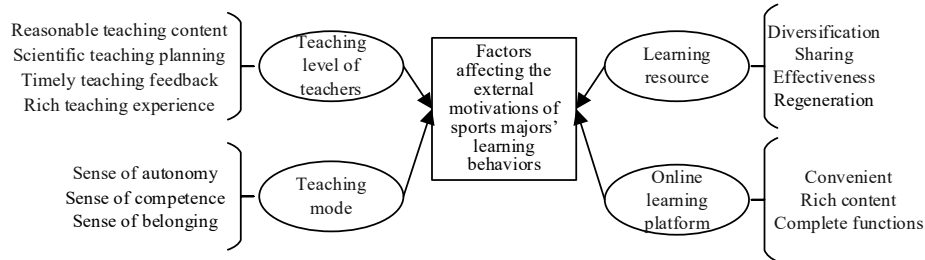 Reasonable teaching content
Scientific teaching planning
Timely teaching feedback
Rich teaching experience
Teaching
level of
teachers
Factors
affecting the
external
motivations of
sports majors’
learning
behaviors
Learning
resource
Diversification
Sharing
Effectiveness
Regeneration
Sense of autonomy
Sense of competence
Sense of belonging
Teaching
mode
Online
learning
platform
Convenient
Rich content
Complete functions